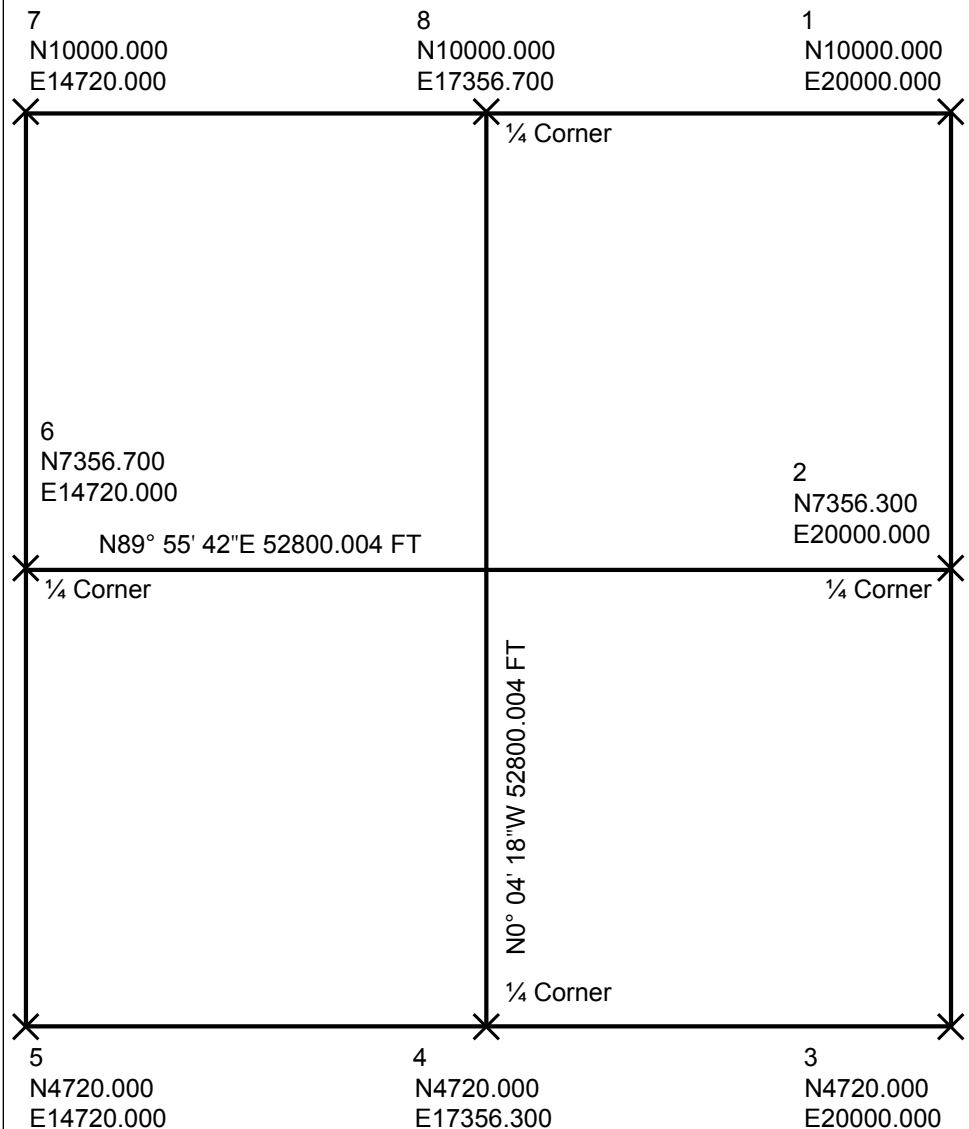 7
N10000.000
E14720.000
8
N10000.000
E17356.700
1
N10000.000
E20000.000
¼ Corner
6
N7356.700
E14720.000
2
N7356.300
E20000.000
N89° 55' 42"E 52800.004 FT
¼ Corner
¼ Corner
N0° 04' 18"W 52800.004 FT
¼ Corner
5
N4720.000
E14720.000
4
N4720.000
E17356.300
3
N4720.000
E20000.000